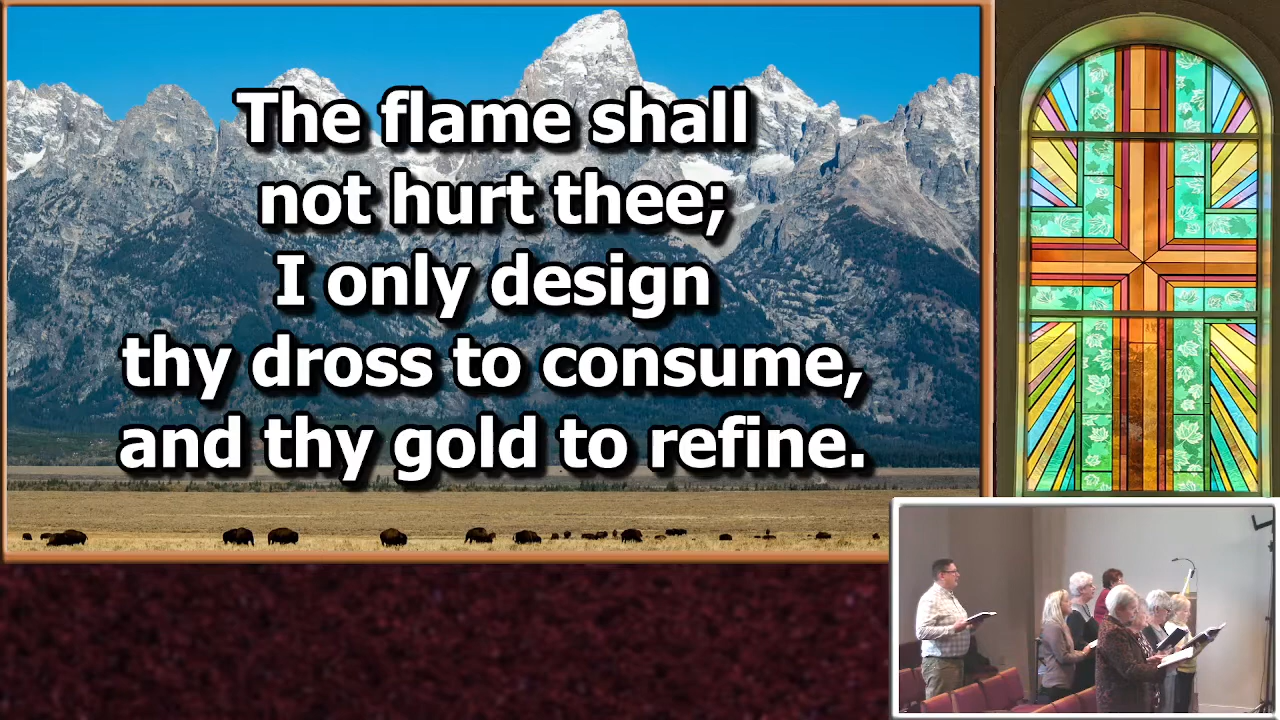 The flame shall
not hurt thee;
I only design
thy dross to consume,
and thy gold to refine.